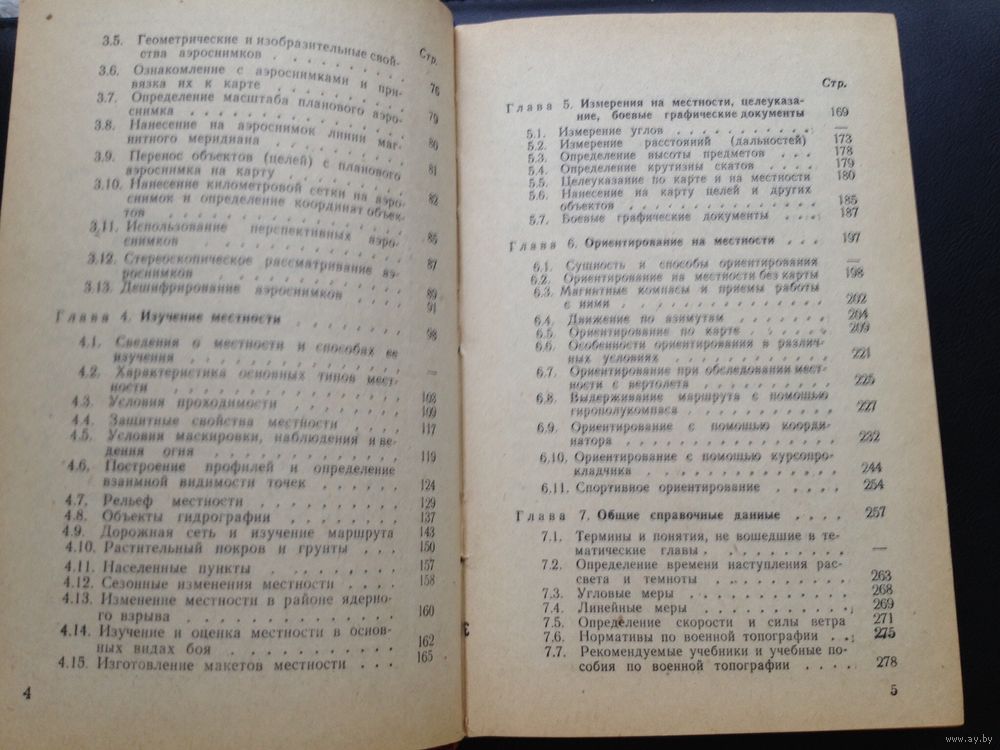 Стр.
3.5. Геометрические и изобразительные свой-
ства аэроснимков . . . . . . . . 76
3.6. Ознакомление с аэроснимками и при-
вязка их к карте . . . . . . . . 79
3.7. Определение масштаба планового аэро-
снимка . . . . . . . . 80
3.8. Нанесение на аэроснимок линии маг-
нитного меридиана . . . . . . . . 81
3.9. Перенос объектов (целей) с планового
аэроснимка на карту . . . . . . . . 82
3.10. Нанесение километровой сетки на аэро-
снимок и определение координат объек-
тов . . . . . . . . 85
3.11. Использование перспективных аэро-
снимков . . . . . . . . 87
3.12. Стереоскопическое рассматривание аэ-
роснимков . . . . . . . . 89
3.13. Дешифрирование аэроснимков . . . . 91
Глава 4. Изучение местности . . . . . . 98
4.1. Сведения о местности и способах ее
изучения . . . . . . . . —
4.2. Характеристика основных типов мест-
ности . . . . . . . . 103
4.3. Условия проходимости . . . . . . 109
4.4. Защитные свойства местности . . . . 117
4.5. Условия маскировки, наблюдения и ве-
дения огня . . . . . . . . 119
4.6. Построение профилей и определение
взаимной видимости точек . . . . 124
4.7. Рельеф местности . . . . . . 129
4.8. Объекты гидрографии . . . . . 137
4.9. Дорожная сеть и изучение маршрута 143
4.10. Растительный покров и грунты . . . 150
4.11. Населенные пункты . . . . . . 157
4.12. Сезонные изменения местности . . . . 158
4.13. Изменение местности в районе ядерно-
го взрыва . . . . . . . . 160
4.14. Изучение и оценка местности в основ-
ных видах боя . . . . . . . . 162
4.15. Изготовление макетов местности . . . . 165
4
Стр.
Глава 5. Измерения на местности, целеуказа-
ние, боевые графические документы 169
5.1. Измерение углов . . . . . . . —
5.2. Измерение расстояний (дальностей) 173
5.3. Определение высоты предметов . . . 178
5.4. Определение крутизны скатов . . . . 179
5.5. Целеуказание по карте и на местности 180
5.6. Нанесение на карту целей и других
объектов . . . . . . . . 185
5.7. Боевые графические документы . . . 187
Глава 6. Ориентирование на местности . . . 197
6.1. Сущность и способы ориентирования —
6.2. Ориентирование на местности без карты 198
6.3. Магнитные компасы и приемы работы
с ними . . . . . . . . 202
6.4. Движение по азимутам . . . . . 204
6.5. Ориентирование по карте . . . . 209
6.6. Особенности ориентирования в различ-
ных условиях . . . . . . . 221
6.7. Ориентирование при обследовании мест-
ности с вертолета . . . . . . 225
6.8. Выдерживание маршрута с помощью
гирополукомпаса . . . . . . . 227
6.9. Ориентирование с помощью коорди-
натора . . . . . . . . 232
6.10. Ориентирование с помощью курсопро-
кладчика . . . . . . . . 244
6.11. Спортивное ориентирование . . . . . 254
Глава 7. Общие справочные данные . . . . 257
7.1. Термины и понятия, не вошедшие в те-
матические главы . . . . . . —
7.2. Определение времени наступления рас-
света и темноты . . . . . . . 263
7.3. Угловые меры . . . . . . . 268
7.4. Линейные меры . . . . . . . 269
7.5. Определение скорости и силы ветра 271
7.6. Нормативы по военной топографии . . 275
7.7. Рекомендуемые учебники и учебные по-
собия по военной топографии . . . . 278
5
www.ay.by